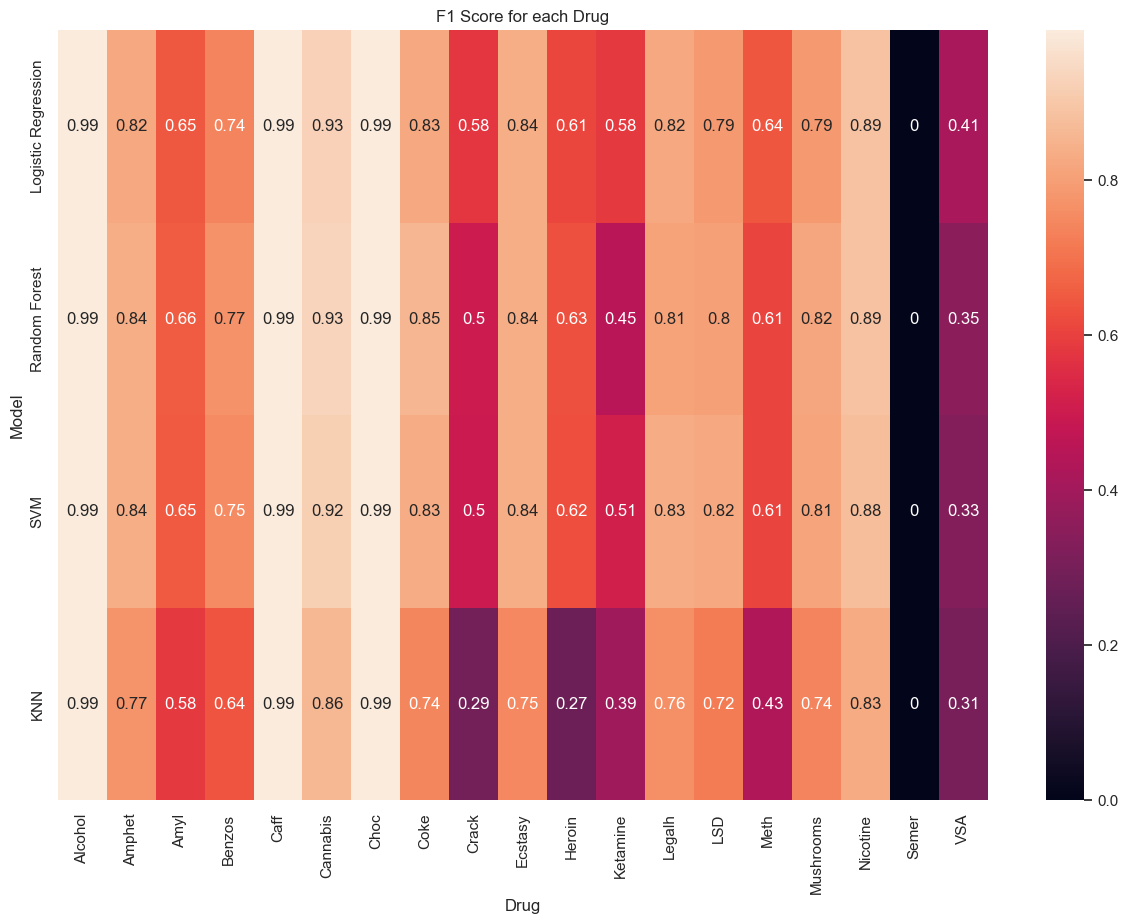 F1 Score for each Drug
Model
Logistic Regression
0.99 0.82 0.65 0.74 0.99 0.93 0.99 0.83 0.58 0.84 0.61 0.58 0.82 0.79 0.64 0.79 0.89 0 0.41
Random Forest
0.99 0.84 0.66 0.77 0.99 0.93 0.99 0.85 0.5 0.84 0.63 0.45 0.81 0.8 0.61 0.82 0.89 0 0.35
SVM
0.99 0.84 0.65 0.75 0.99 0.92 0.99 0.83 0.5 0.84 0.62 0.51 0.83 0.82 0.61 0.81 0.88 0 0.33
KNN
0.99 0.77 0.58 0.64 0.99 0.86 0.99 0.74 0.29 0.75 0.27 0.39 0.76 0.72 0.43 0.74 0.83 0 0.31
Alcohol Amphet Amyl Benzos Caff Cannabis Choc Coke Crack Ecstasy Heroin Ketamine Legalh LSD Meth Mushrooms Nicotine Semer VSA
Drug
0.8
0.6
0.4
0.2
0.0